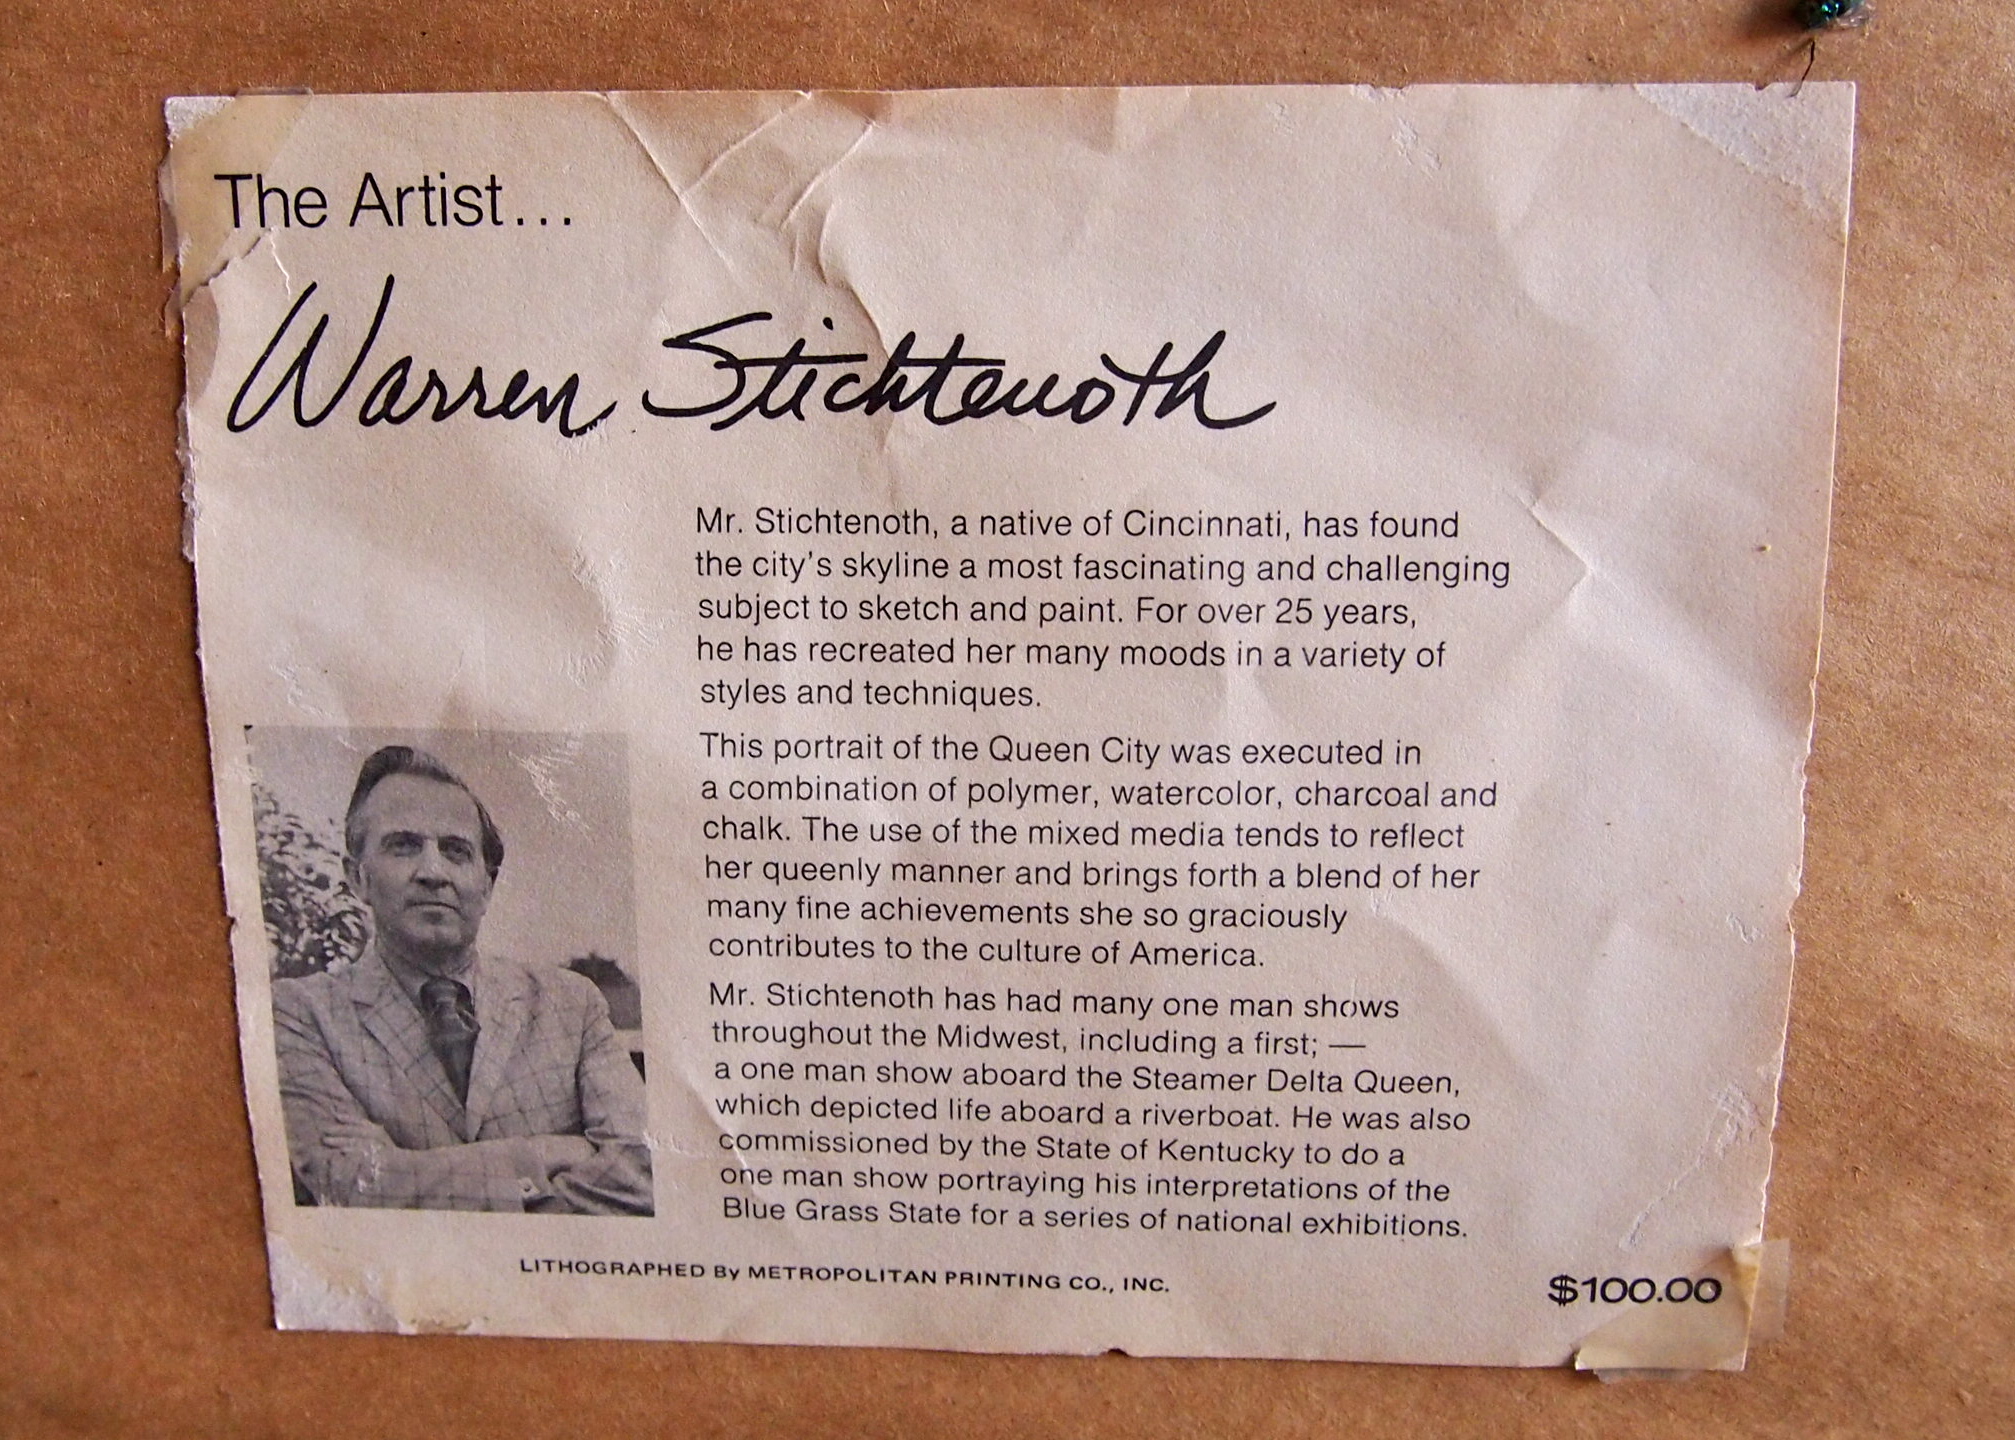 The Artist...
Warren Stichtenoth
Mr. Stichtenoth, a native of Cincinnati, has found
the city's skyline a most fascinating and challenging
subject to sketch and paint. For over 25 years,
he has recreated her many moods in a variety of
styles and techniques.
This portrait of the Queen City was executed in
a combination of polymer, watercolor, charcoal and
chalk. The use of the mixed media tends to reflect
her queenly manner and brings forth a blend of her
many fine achievements she so graciously
contributes to the culture of America.
Mr. Stichtenoth has had many one man shows
throughout the Midwest, including a first; —
a one man show aboard the Steamer Delta Queen,
which depicted life aboard a riverboat. He was also
commissioned by the State of Kentucky to do a
one man show portraying his interpretations of the
Blue Grass State for a series of national exhibitions.
LITHOGRAPHED By METROPOLITAN PRINTING CO., INC.
$100.00